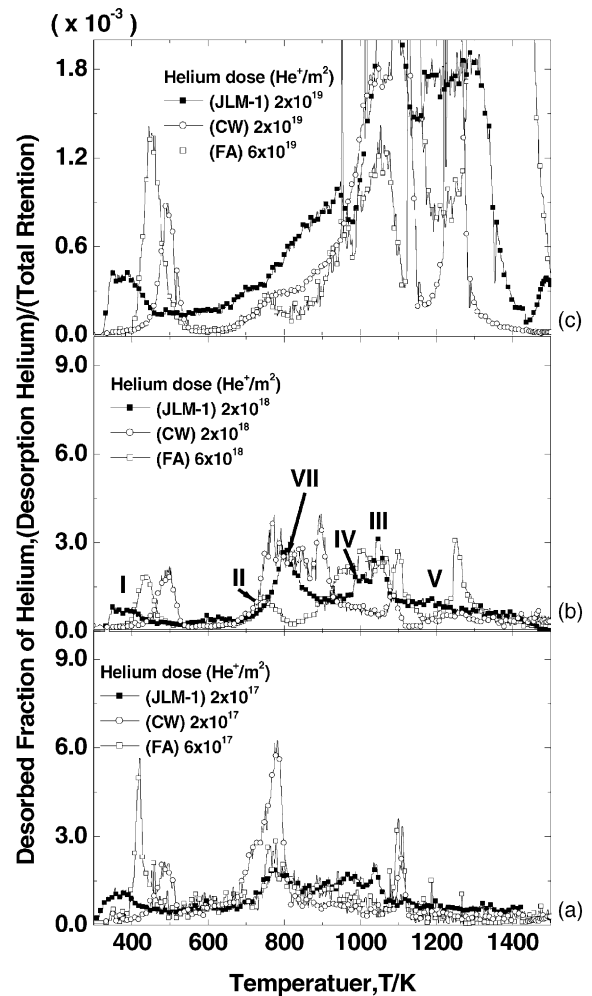 ( x 10⁻³ )
Desorbed Fraction of Helium,(Desorption Helium)/(Total Rtention)
1.8
1.2
0.6
0.0
Helium dose (He⁺/m²)
(JLM-1) 2x10¹⁹
(CW) 2x10¹⁹
(FA) 6x10¹⁹
(c)
9.0
6.0
3.0
0.0
Helium dose (He⁺/m²)
(JLM-1) 2x10¹⁸
(CW) 2x10¹⁸
(FA) 6x10¹⁸
VII
IV III
I
II
V
(b)
9.0
6.0
3.0
0.0
Helium dose (He⁺/m²)
(JLM-1) 2x10¹⁷
(CW) 2x10¹⁷
(FA) 6x10¹⁷
(a)
400 600 800 1000 1200 1400
Temperatuer,T/K